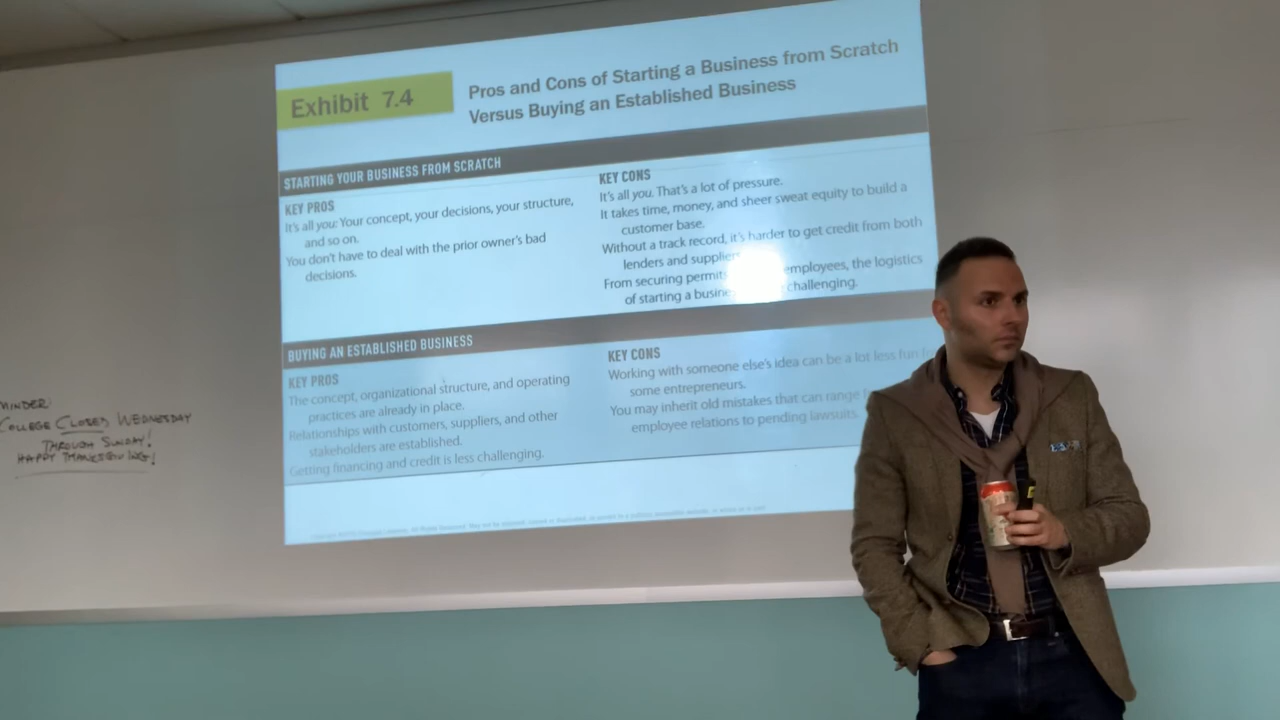 Exhibit 7.4
Pros and Cons of Starting a Business from Scratch
Versus Buying an Established Business
STARTING YOUR BUSINESS FROM SCRATCH
KEY PROS
It's all you: Your concept, your decisions, your structure,
and so on.
You don't have to deal with the prior owner's bad
decisions.
KEY CONS
It's all you. That's a lot of pressure.
It takes time, money, and sheer sweat equity to build a
customer base.
Without a track record, it's harder to get credit from both
lenders and
From securing employees, the logistics
of starting a challenging.
BUYING AN ESTABLISHED BUSINESS
KEY PROS
The concept, organizational structure, and operating
practices are already in place.
Relationships with customers, suppliers, and other
stakeholders are established.
Getting financing and credit is less challenging.
KEY CONS
Working with someone else's idea can be a lot less fun
some entrepreneurs.
You may inherit old mistakes that can range
employee relations to pending lawsuits.
COLLEGE CLOSED WEDNESDAY
THROUGH SUNDAY!
HAPPY THANKSGIVING!